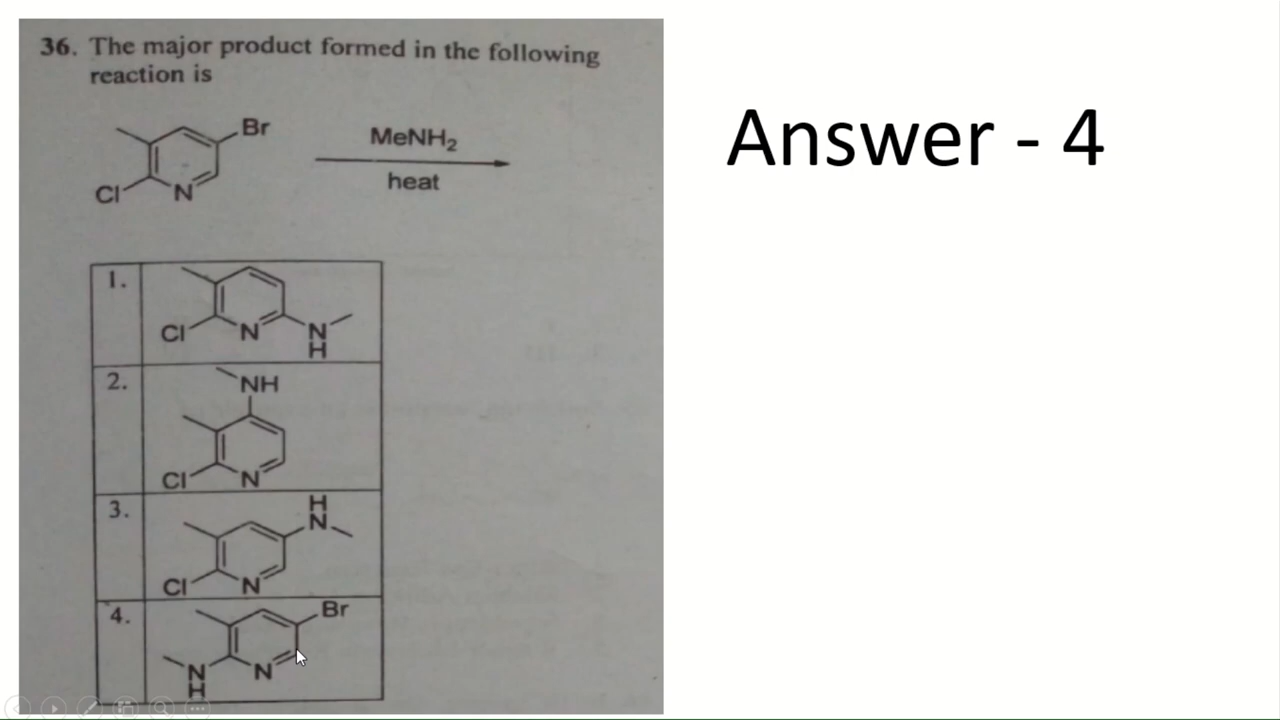 36. The major product formed in the following
reaction is
Br
Cl
N
MeNH₂
heat
1.
Cl
N
N
H
2.
NH
Cl
N
3.
H
N
Cl
N
4.
Br
N
H
N
Answer - 4